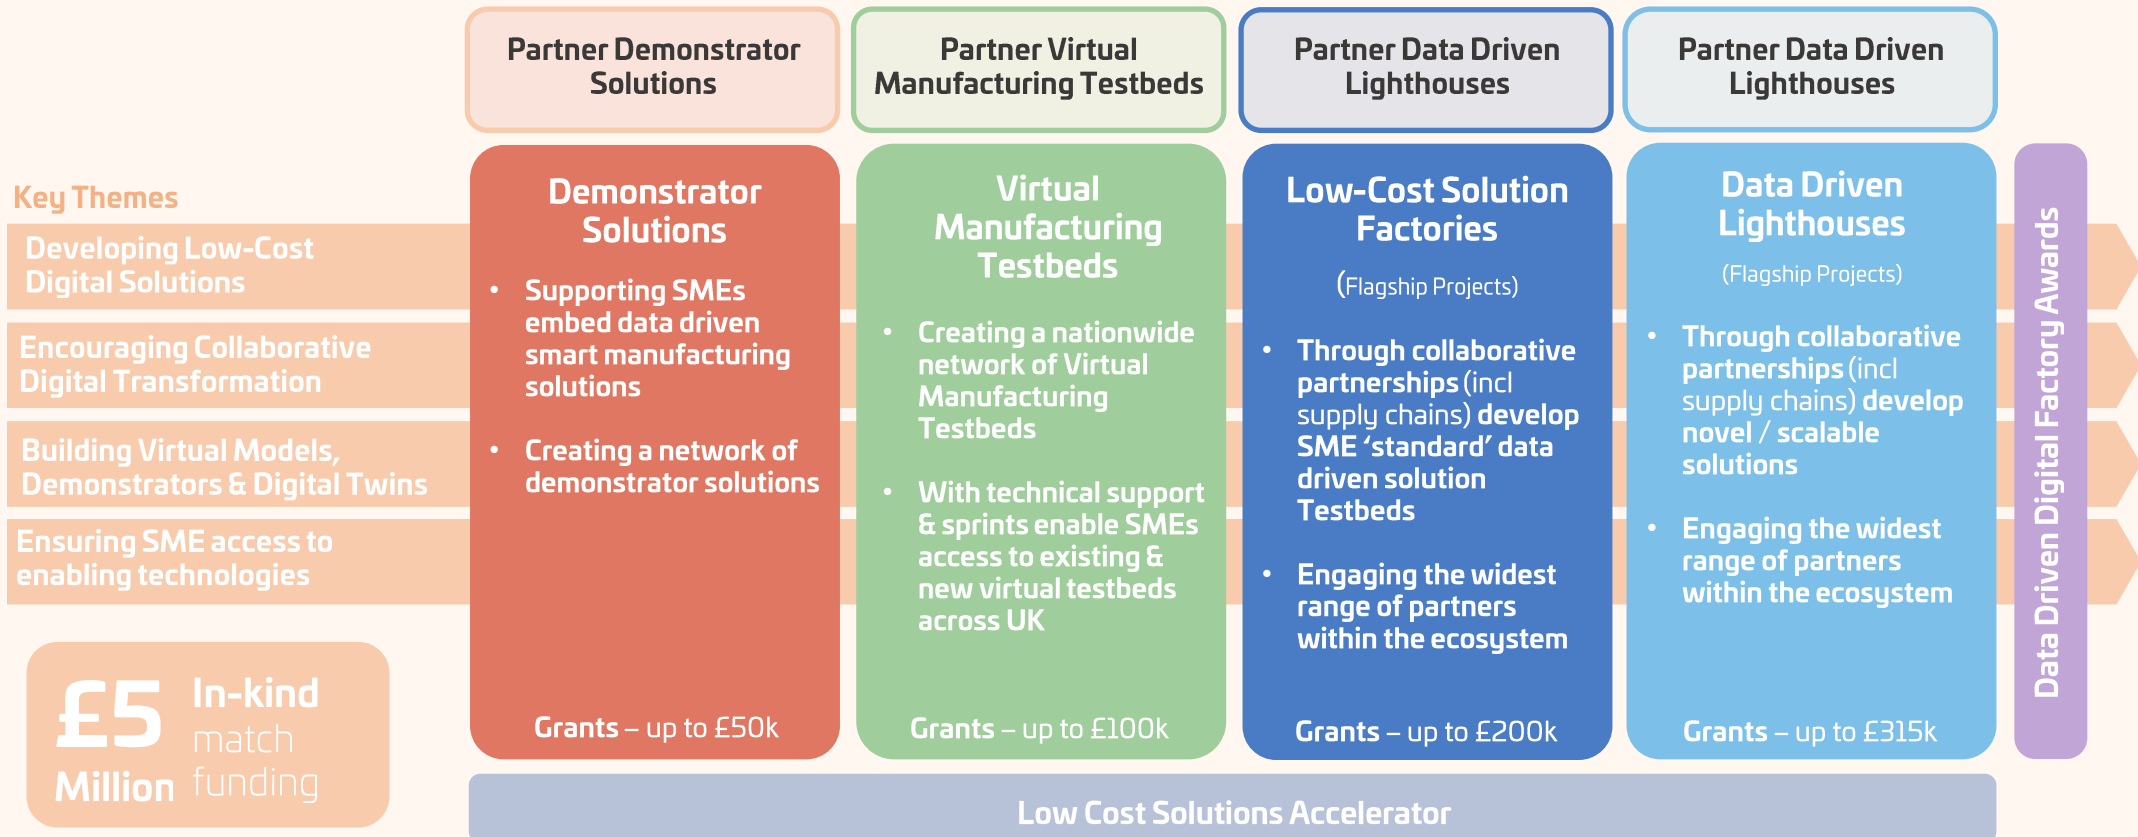 Partner Demonstrator
Solutions
Partner Virtual
Manufacturing Testbeds
Partner Data Driven
Lighthouses
Partner Data Driven
Lighthouses
Key Themes
Developing Low-Cost
Digital Solutions
Encouraging Collaborative
Digital Transformation
Building Virtual Models,
Demonstrators & Digital Twins
Ensuring SME access to
enabling technologies
£5
Million
In-kind
match
funding
Demonstrator
Solutions
• Supporting SMEs
embed data driven
smart manufacturing
solutions
• Creating a network of
demonstrator solutions
Grants – up to £50k
Virtual
Manufacturing
Testbeds
• Creating a nationwide
network of Virtual
Manufacturing
Testbeds
• With technical support
& sprints enable SMEs
access to existing &
new virtual testbeds
across UK
Grants – up to £100k
Low-Cost Solution
Factories
(Flagship Projects)
• Through collaborative
partnerships (incl
supply chains) develop
SME ‘standard’ data
driven solution
Testbeds
• Engaging the widest
range of partners
within the ecosystem
Grants – up to £200k
Data Driven
Lighthouses
(Flagship Projects)
• Through collaborative
partnerships (incl
supply chains) develop
novel / scalable
solutions
• Engaging the widest
range of partners
within the ecosystem
Grants – up to £315k
Data Driven Digital Factory Awards
Low Cost Solutions Accelerator